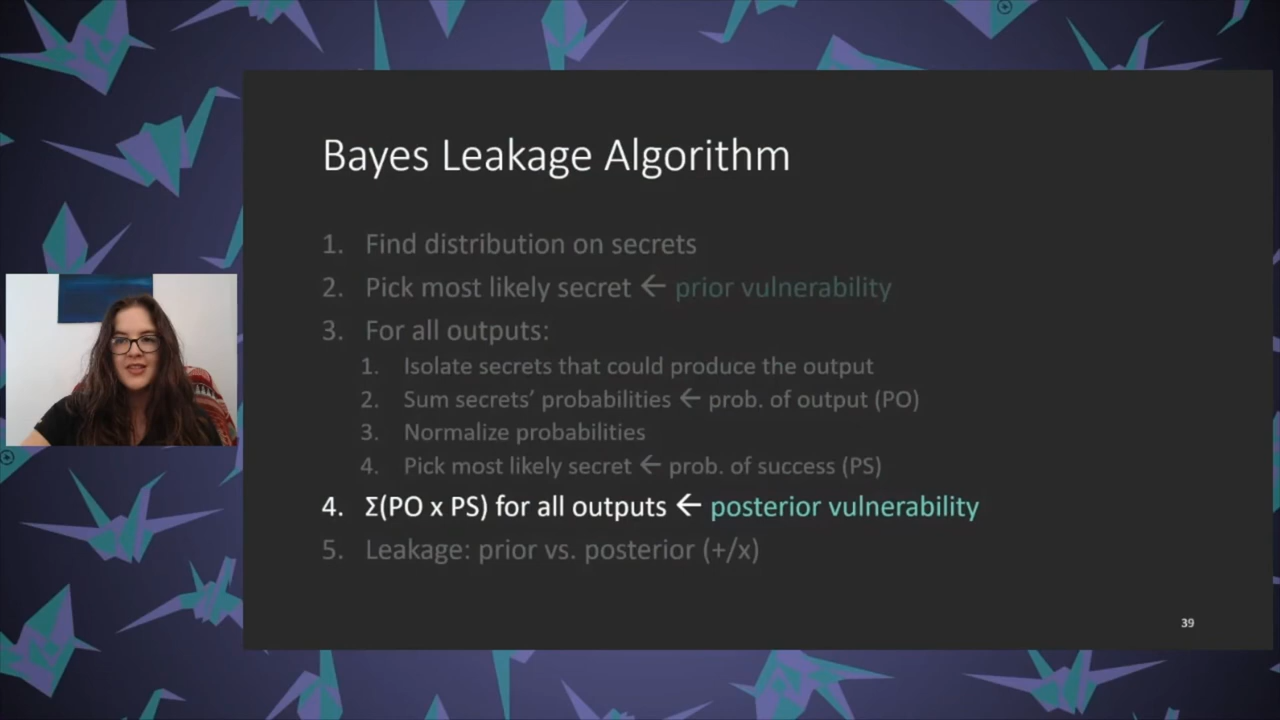 Bayes Leakage Algorithm
1. Find distribution on secrets
2. Pick most likely secret ← prior vulnerability
3. For all outputs:
1. Isolate secrets that could produce the output
2. Sum secrets' probabilities ← prob. of output (PO)
3. Normalize probabilities
4. Pick most likely secret ← prob. of success (PS)
4. Σ(PO x PS) for all outputs ← posterior vulnerability
5. Leakage: prior vs. posterior (+/x)
39